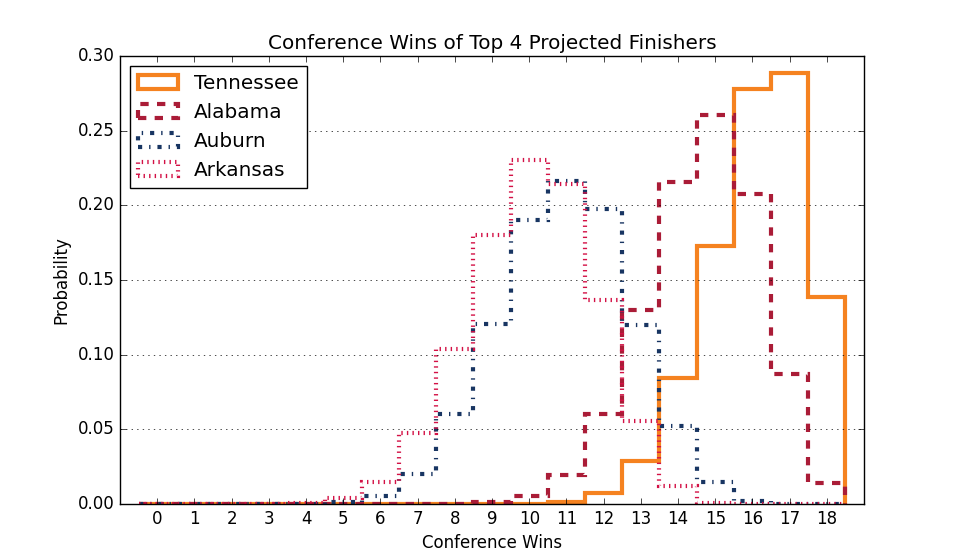 Conference Wins of Top 4 Projected Finishers
0.30
0.25
0.20
0.15
0.10
0.05
0.00
Probability
Tennessee
Alabama
Auburn
Arkansas
0 1 2 3 4 5 6 7 8 9 10 11 12 13 14 15 16 17 18
Conference Wins